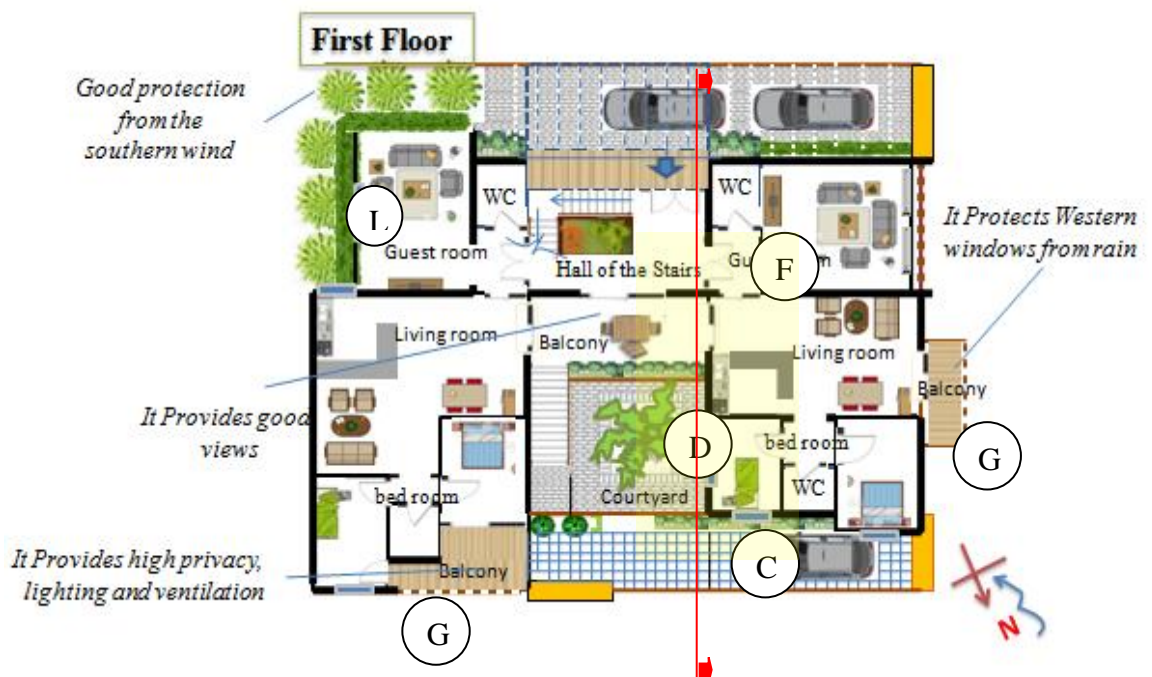 First Floor
Good protection
from the
southern wind
WC
WC
L
It Protects Western
windows from rain
Guest room
Hall of the Stairs
Gu
F
m
Living room
Balcony
Living room
Balcony
It Provides good
views
D
bed room
G
bed room
Courtyard
WC
It Provides high privacy,
lighting and ventilation
Balcony
C
N
G